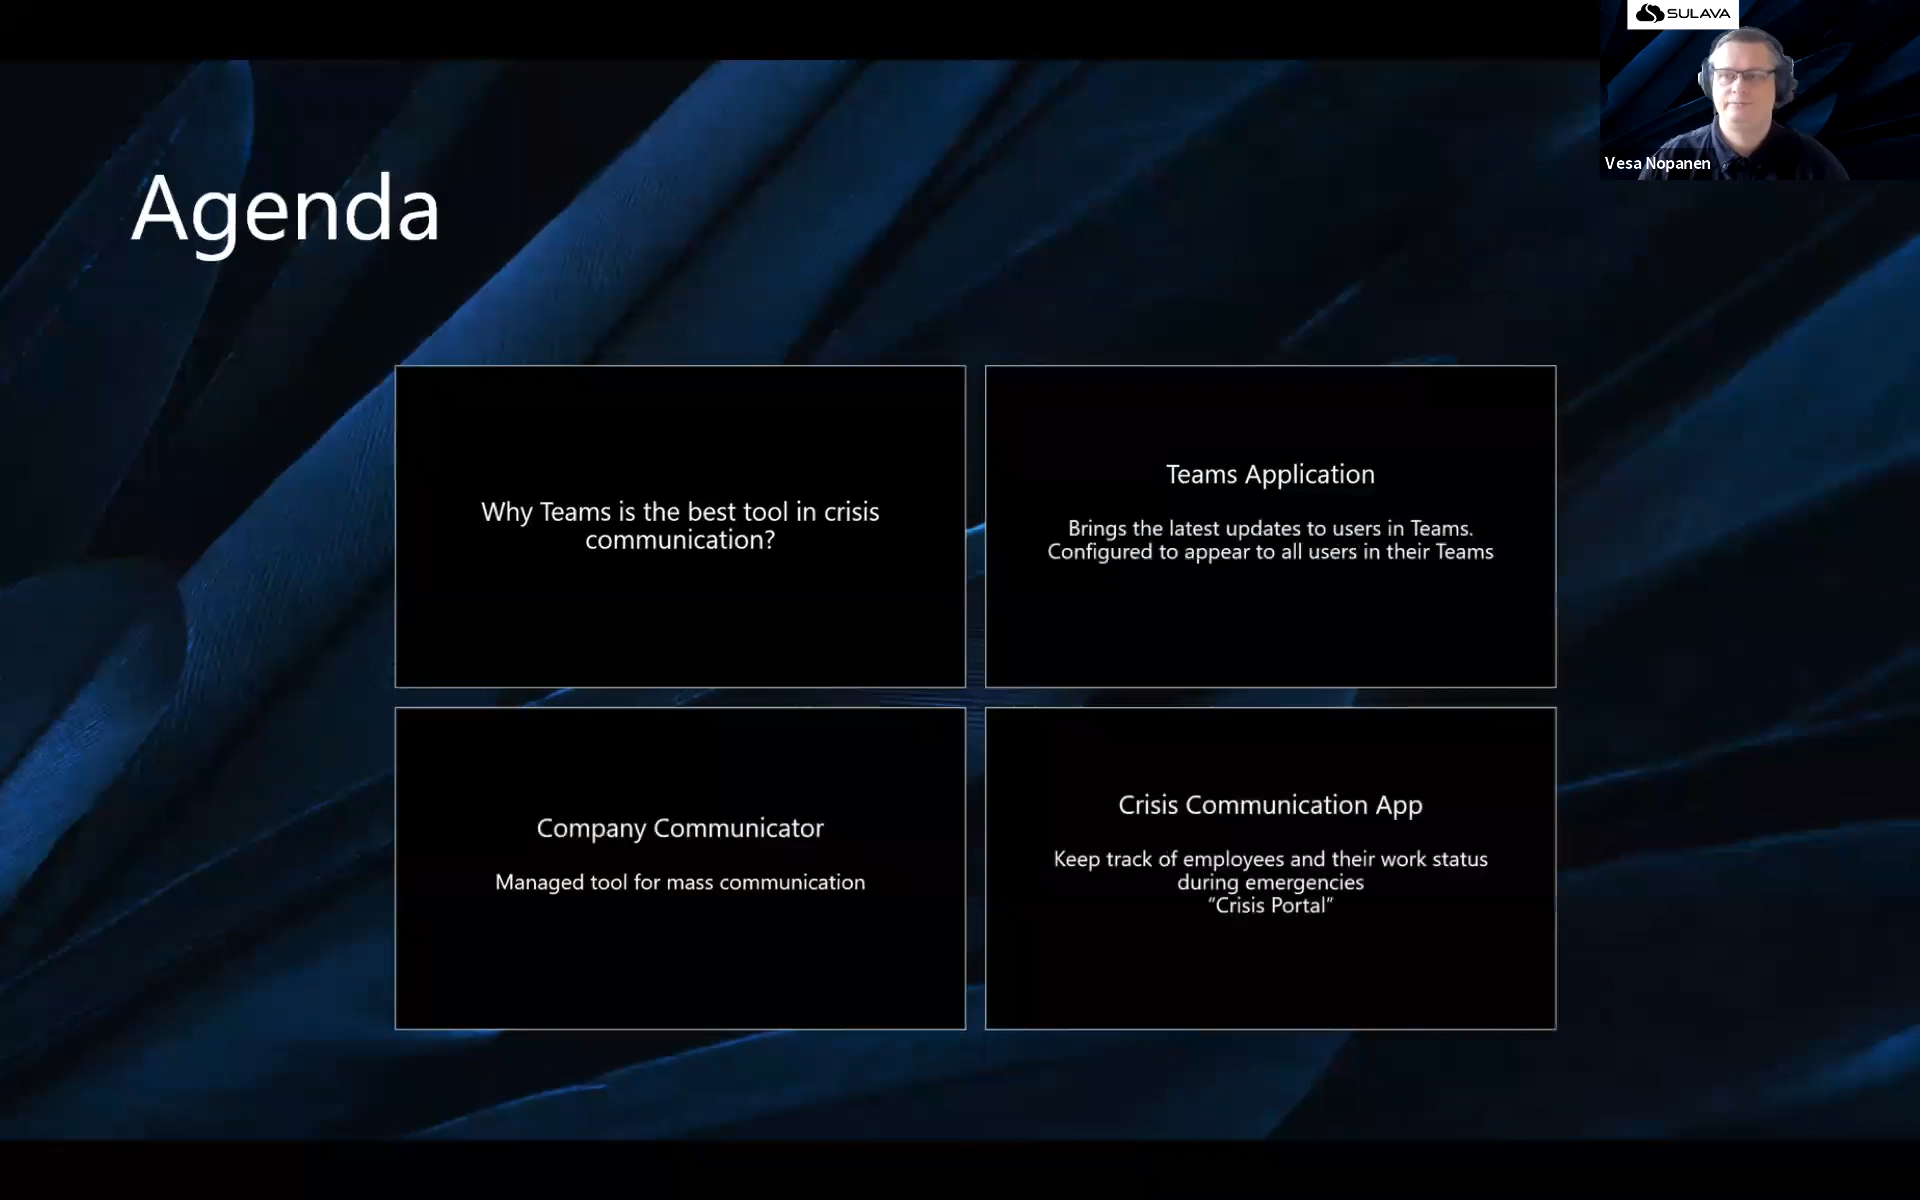 SULAVA
Vesa Nopanen
Agenda
Why Teams is the best tool in crisis
communication?
Teams Application
Brings the latest updates to users in Teams.
Configured to appear to all users in their Teams
Company Communicator
Managed tool for mass communication
Crisis Communication App
Keep track of employees and their work status
during emergencies
“Crisis Portal”